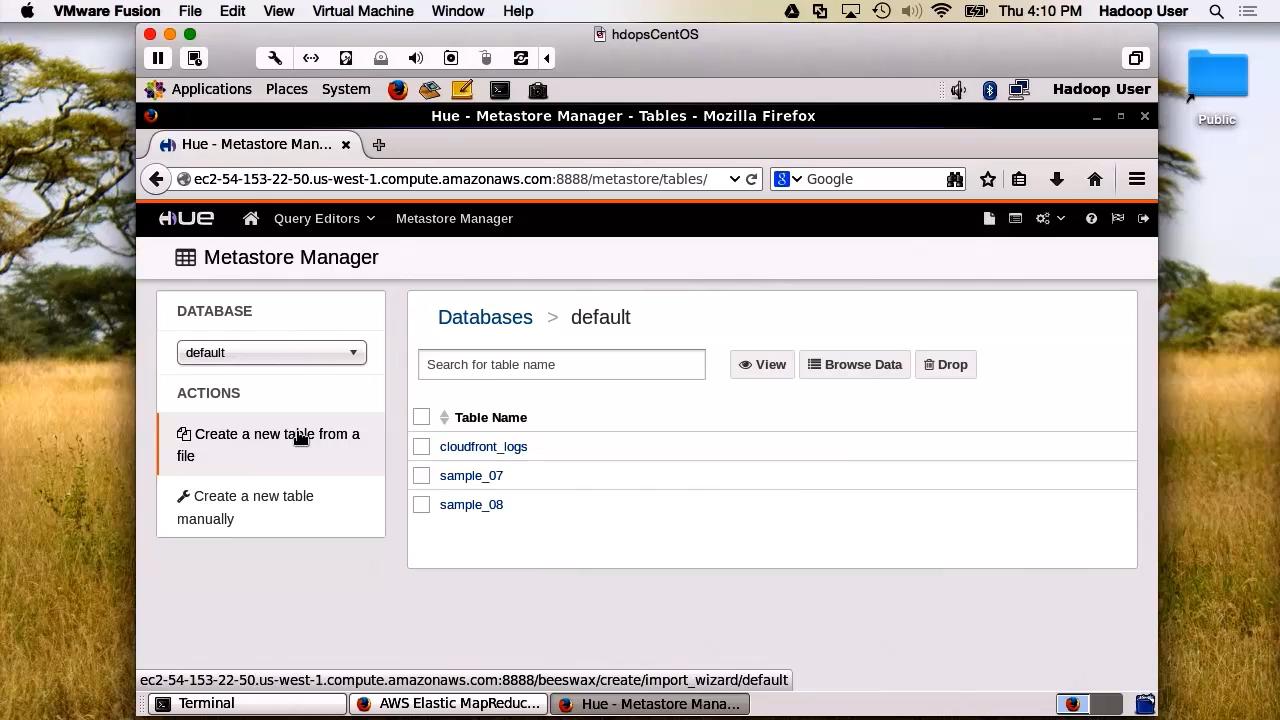 VMware Fusion File Edit View Virtual Machine Window Help Thu 4:10 PM Hadoop User
hdopsCentOS
Public
Applications Places System Hadoop User
Hue - Metastore Manager - Tables - Mozilla Firefox
Hue - Metastore Man...
ec2-54-153-22-50.us-west-1.compute.amazonaws.com:8888/metastore/tables/ Google
HUE Query Editors Metastore Manager
Metastore Manager
DATABASE
default
ACTIONS
Create a new table from a
file
Create a new table
manually
Databases > default
Search for table name View Browse Data Drop
Table Name
cloudfront_logs
sample_07
sample_08
ec2-54-153-22-50.us-west-1.compute.amazonaws.com:8888/beeswax/create/import_wizard/default
Terminal AWS Elastic MapReduc... Hue - Metastore Mana...